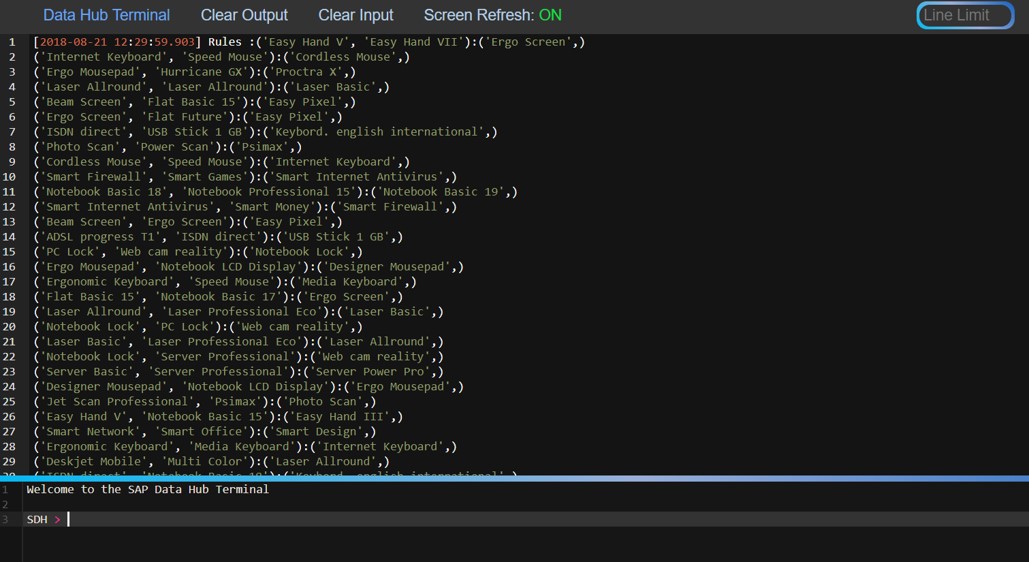 Data Hub Terminal Clear Output Clear Input Screen Refresh: ON Line Limit
1 [2018-08-21 12:29:59.903] Rules :('Easy Hand V', 'Easy Hand VII'):('Ergo Screen',)
2 ('Internet Keyboard', 'Speed Mouse'):('Cordless Mouse',)
3 ('Ergo Mousepad', 'Hurricane GX'):('Proctra X',)
4 ('Laser Allround', 'Laser Allround'):('Laser Basic',)
5 ('Beam Screen', 'Flat Basic 15'):('Easy Pixel',)
6 ('Ergo Screen', 'Flat Future'):('Easy Pixel',)
7 ('ISDN direct', 'USB Stick 1 GB'):('Keybord. english international',)
8 ('Photo Scan', 'Power Scan'):('Psimax',)
9 ('Cordless Mouse', 'Speed Mouse'):('Internet Keyboard',)
10 ('Smart Firewall', 'Smart Games'):('Smart Internet Antivirus',)
11 ('Notebook Basic 18', 'Notebook Professional 15'):('Notebook Basic 19',)
12 ('Smart Internet Antivirus', 'Smart Money'):('Smart Firewall',)
13 ('Beam Screen', 'Ergo Screen'):('Easy Pixel',)
14 ('ADSL progress T1', 'ISDN direct'):('USB Stick 1 GB',)
15 ('PC Lock', 'Web cam reality'):('Notebook Lock',)
16 ('Ergo Mousepad', 'Notebook LCD Display'):('Designer Mousepad',)
17 ('Ergonomic Keyboard', 'Speed Mouse'):('Media Keyboard',)
18 ('Flat Basic 15', 'Notebook Basic 17'):('Ergo Screen',)
19 ('Laser Allround', 'Laser Professional Eco'):('Laser Basic',)
20 ('Notebook Lock', 'PC Lock'):('Web cam reality',)
21 ('Laser Basic', 'Laser Professional Eco'):('Laser Allround',)
22 ('Notebook Lock', 'Server Professional'):('Web cam reality',)
23 ('Server Basic', 'Server Professional'):('Server Power Pro',)
24 ('Designer Mousepad', 'Notebook LCD Display'):('Ergo Mousepad',)
25 ('Jet Scan Professional', 'Psimax'):('Photo Scan',)
26 ('Easy Hand V', 'Notebook Basic 15'):('Easy Hand III',)
27 ('Smart Network', 'Smart Office'):('Smart Design',)
28 ('Ergonomic Keyboard', 'Media Keyboard'):('Internet Keyboard',)
29 ('Deskjet Mobile', 'Multi Color'):('Laser Allround',)
1 Welcome to the SAP Data Hub Terminal
2
3 SDH >